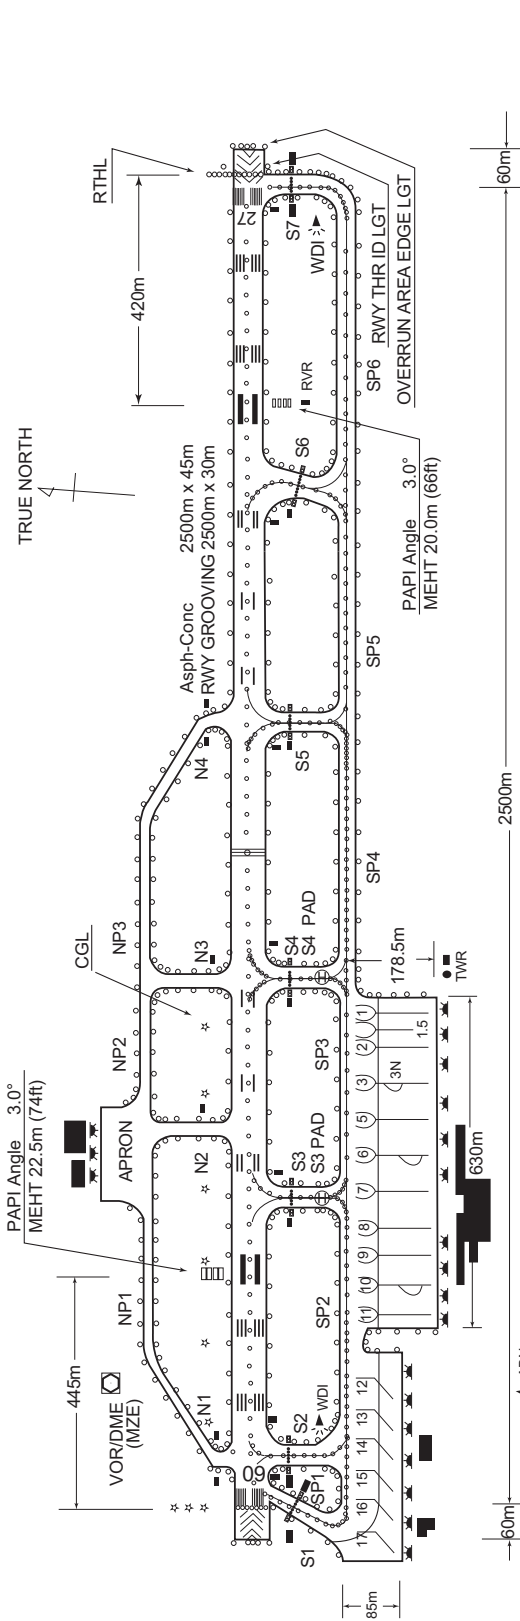 RTHL
420m
60m
TRUE NORTH
27
S7
WDI
RWY THR ID LGT
OVERRUN AREA EDGE LGT
SP6
RVR
S6
PAPI Angle 3.0°
MEHT 20.0m (66ft)
Asph-Conc 2500m x 45m
RWY GROOVING 2500m x 30m
SP5
N4
S5
2500m
NP3
CGL
N3
S4
S4 PAD
SP4
178.5m
TWR
NP2
PAPI Angle 3.0°
MEHT 22.5m (74ft)
APRON
N2
S3
S3 PAD
SP3
1
1.5
2
3
3N
5
6
7
8
9
10
11
630m
NP1
445m
VOR/DME
(MZE)
N1
SP2
S2
WDI
09
SP1
S1
12
13
14
15
16
17
60m
85m